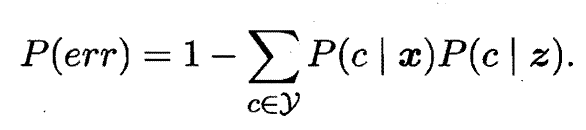 P(err) = 1 − ∑_{c∈𝒴} P(c | 𝒙)P(c | 𝒛).